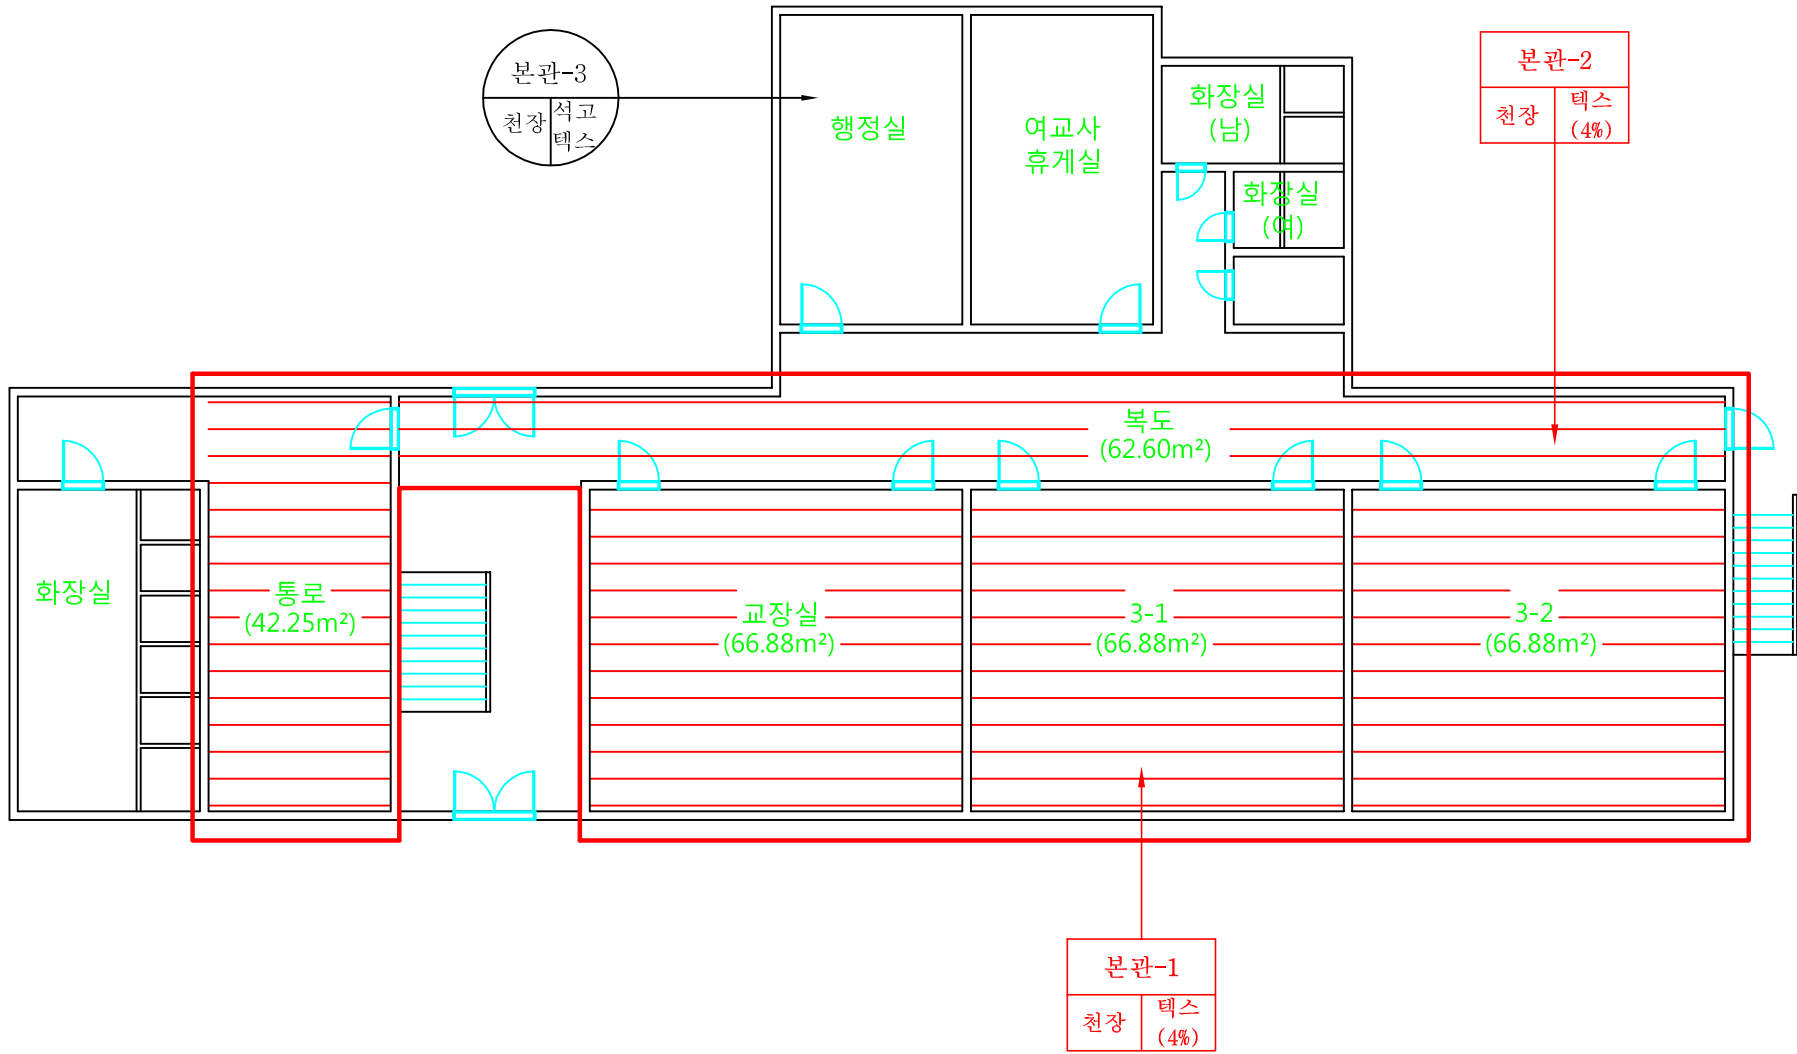 본관-3
천장
석고
텍스
행정실
여교사
휴게실
화장실
(남)
화장실
(여)
본관-2
천장
텍스
(4%)
복도
(62.60m²)
화장실
통로
(42.25m²)
교장실
(66.88m²)
3-1
(66.88m²)
3-2
(66.88m²)
본관-1
천장
텍스
(4%)